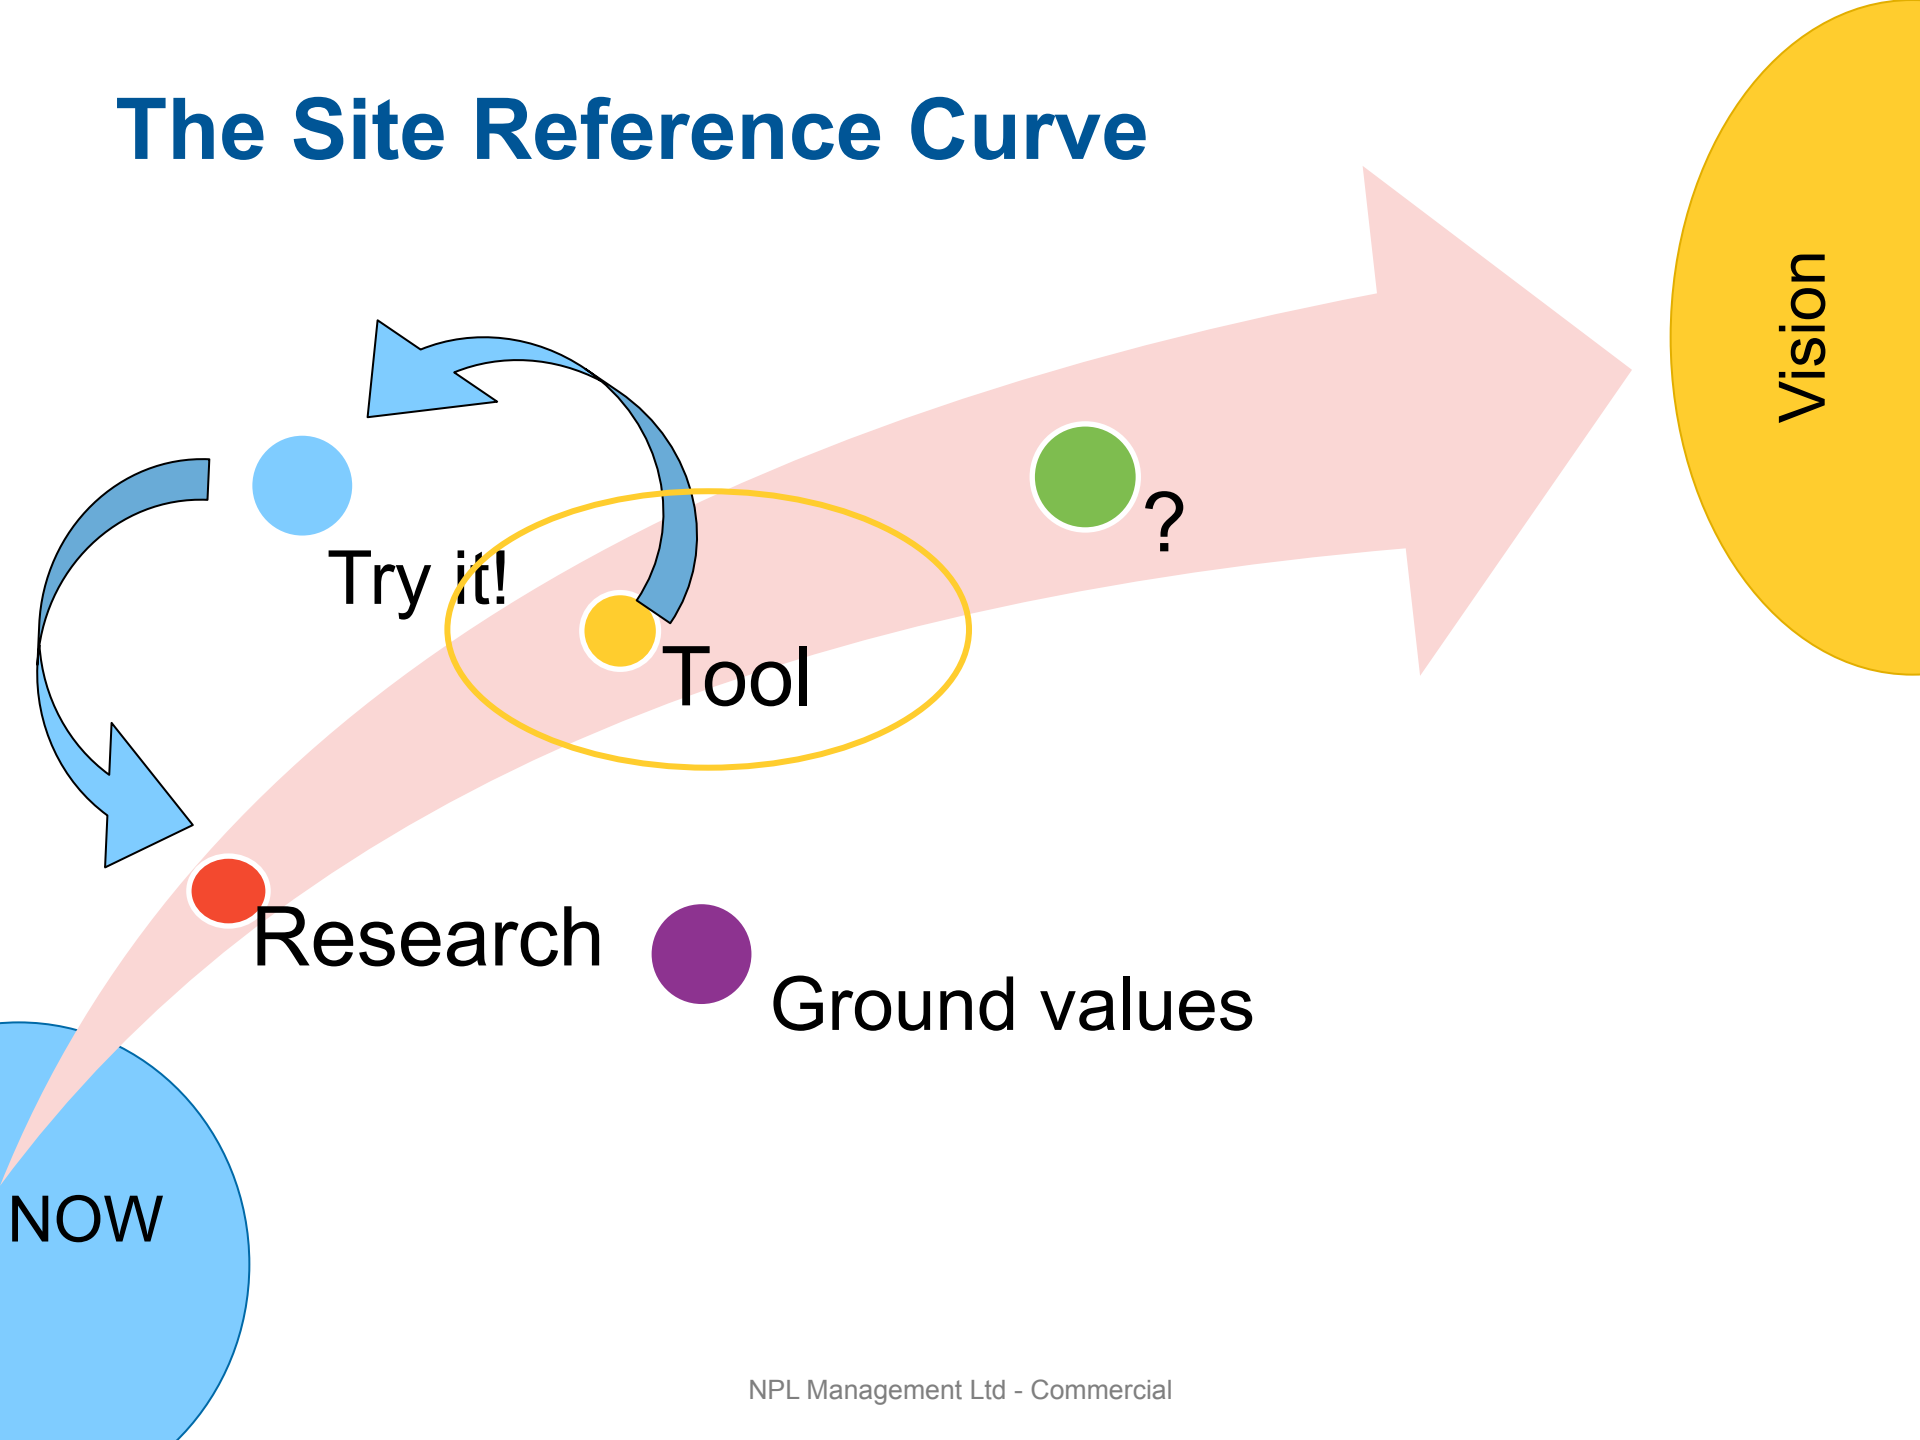 The Site Reference Curve
Vision
?
Try it!
Tool
Research
Ground values
NOW
NPL Management Ltd - Commercial